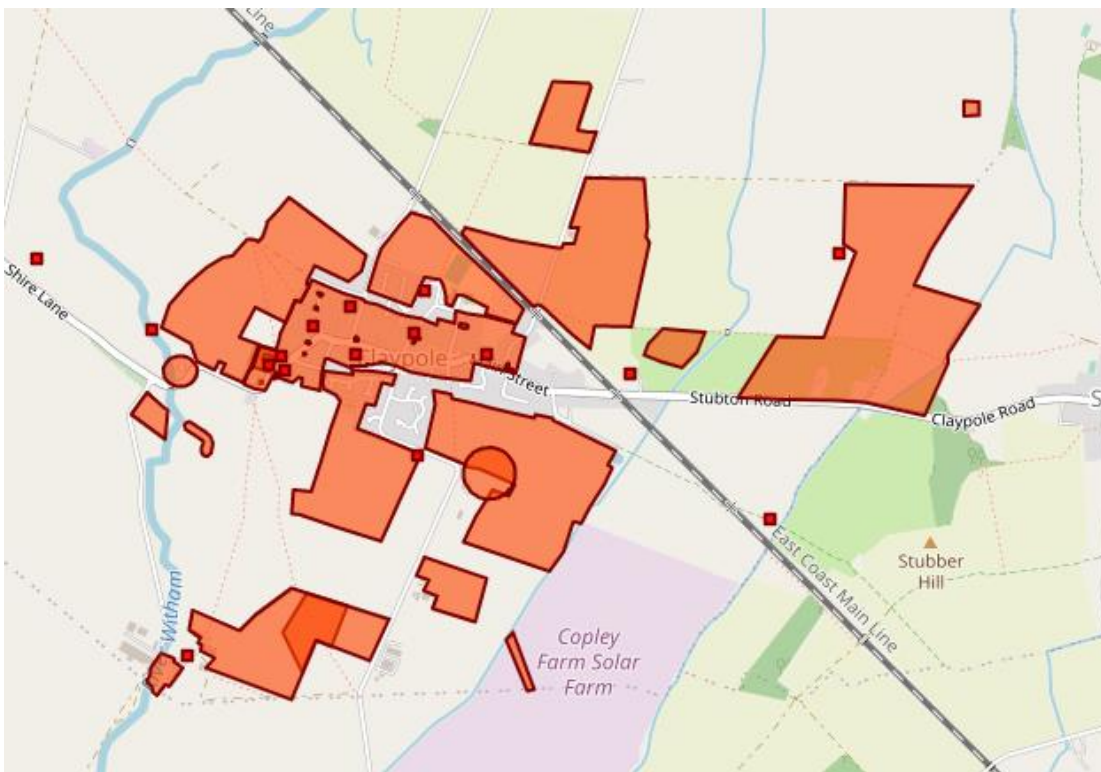 Line
Shire Lane
Claypole
Street
Stubton Road
Claypole Road
S
East Coast Main Line
Stubber
Hill
Copley
Farm Solar
Farm
Witham